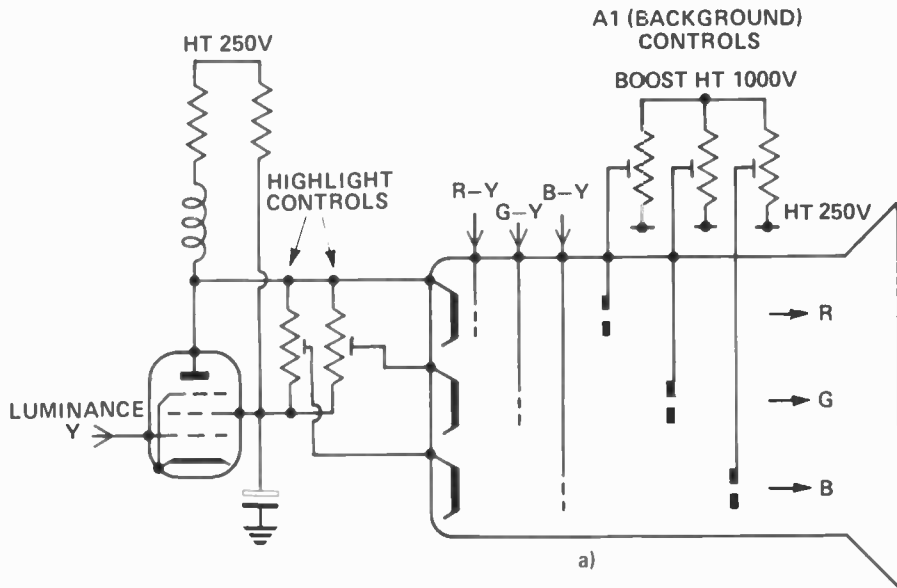 A1 (BACKGROUND)
CONTROLS
HT 250V
BOOST HT 1000V
HIGHLIGHT
CONTROLS
R–Y
B–Y
G–Y
HT 250V
R
LUMINANCE
Y
G
B
a)